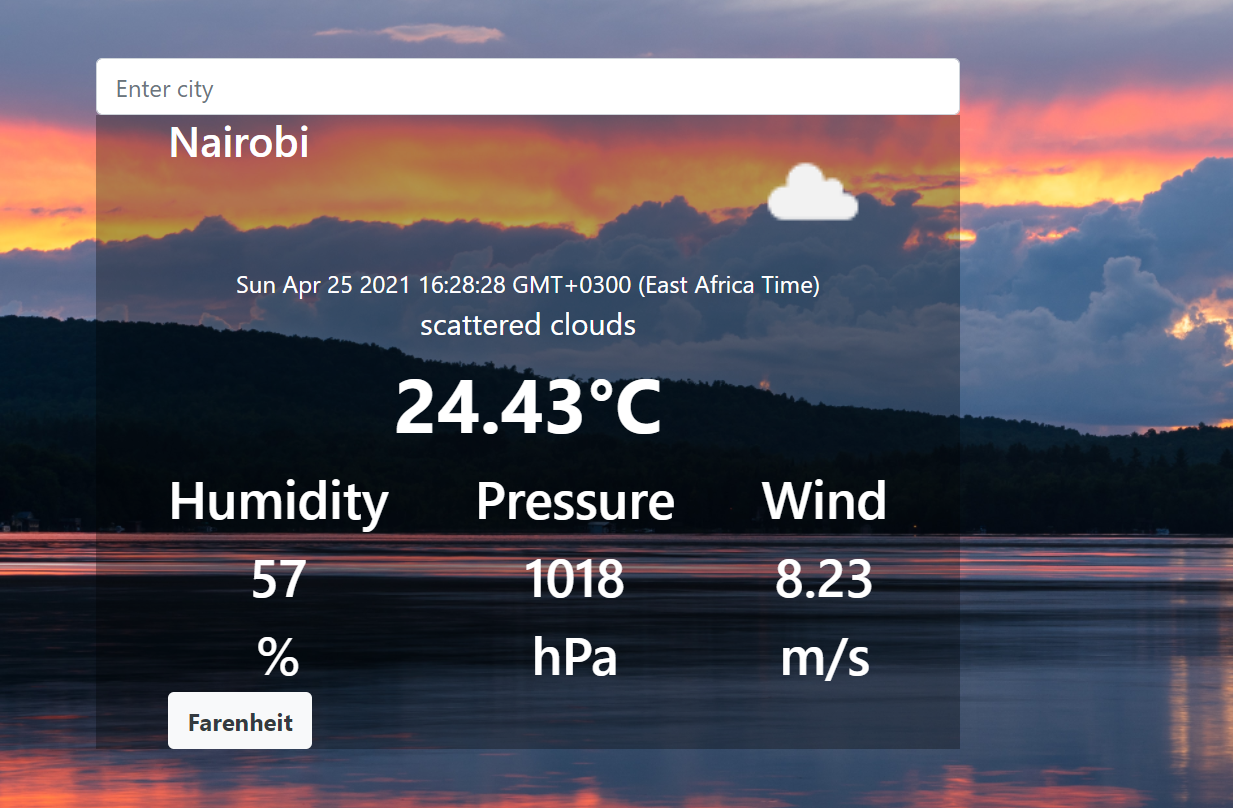 Enter city
Nairobi
Sun Apr 25 2021 16:28:28 GMT+0300 (East Africa Time)
scattered clouds
24.43°C
Humidity Pressure Wind
57 1018 8.23
% hPa m/s
Farenheit